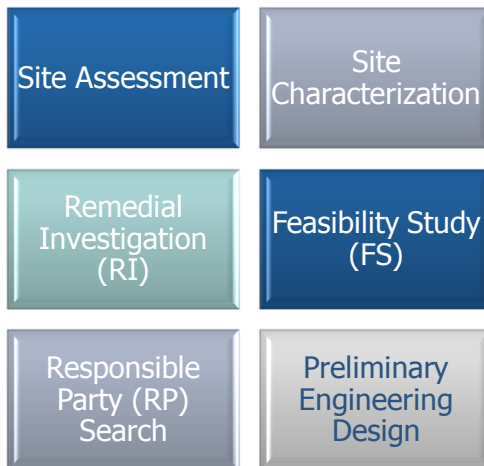 Site Assessment
Site
Characterization
Remedial
Investigation
(RI)
Feasibility Study
(FS)
Responsible
Party (RP)
Search
Preliminary
Engineering
Design